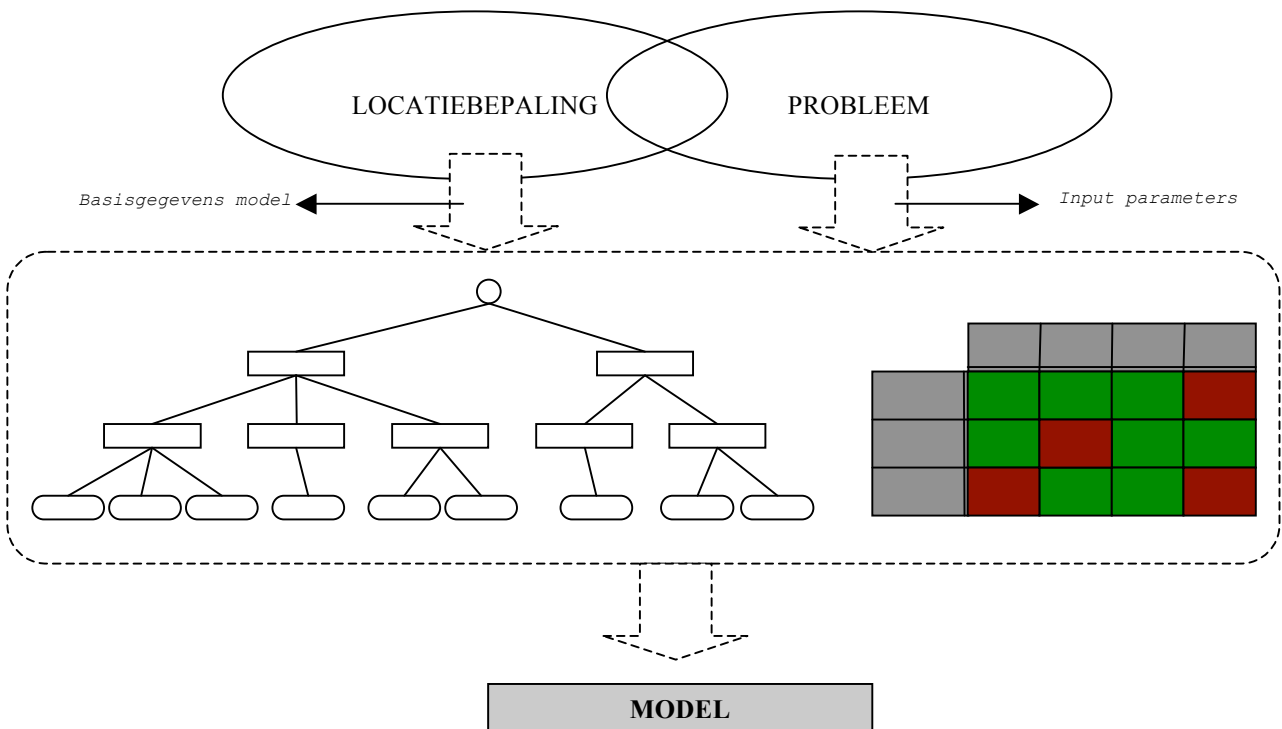 LOCATIEBEPALING
PROBLEEM
Basisgegevens model
Input parameters
MODEL